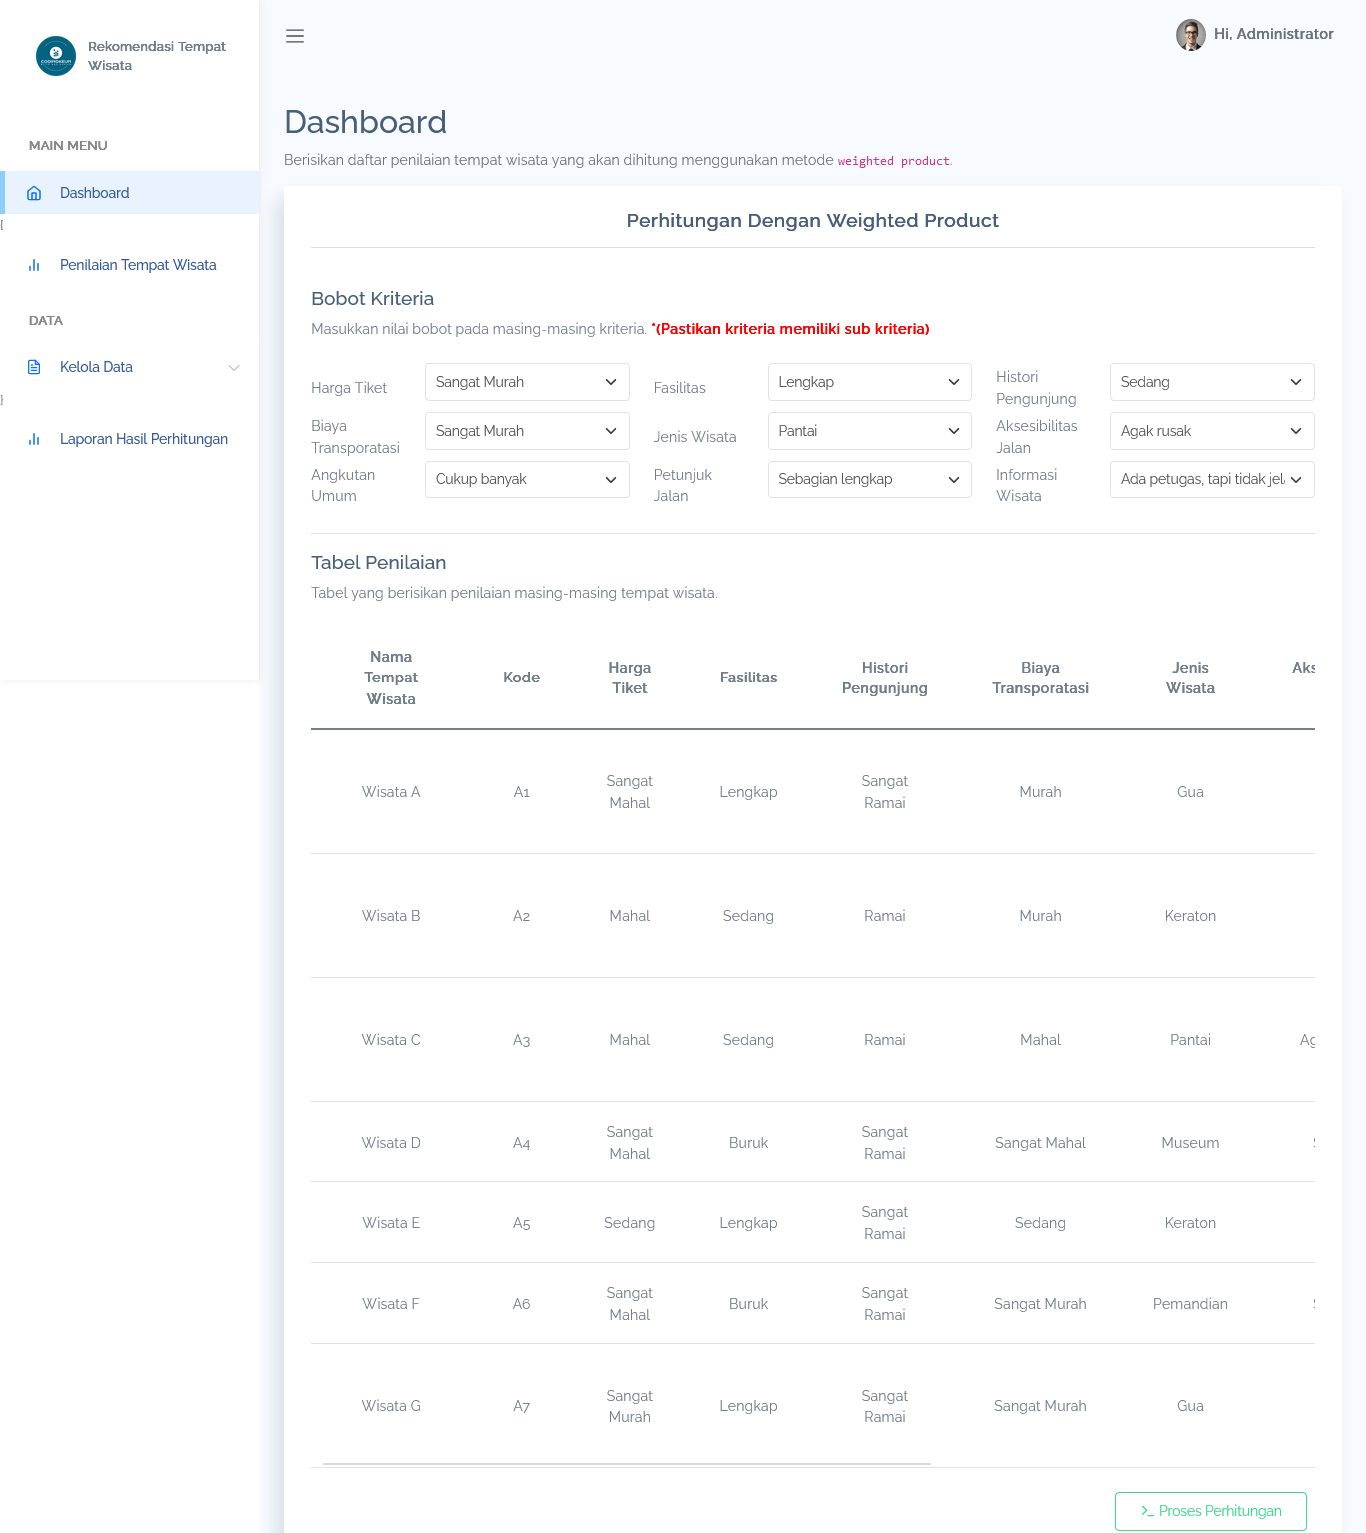 Rekomendasi Tempat
Wisata
Hi, Administrator
MAIN MENU
Dashboard
{
Penilaian Tempat Wisata
DATA
Kelola Data
}
Laporan Hasil Perhitungan
Dashboard
Berisikan daftar penilaian tempat wisata yang akan dihitung menggunakan metode weighted product.
Perhitungan Dengan Weighted Product
Bobot Kriteria
Masukkan nilai bobot pada masing-masing kriteria. *(Pastikan kriteria memiliki sub kriteria)
Harga Tiket
Sangat Murah
Fasilitas
Lengkap
Histori
Pengunjung
Sedang
Biaya
Transporatasi
Sangat Murah
Jenis Wisata
Pantai
Aksesibilitas
Jalan
Agak rusak
Angkutan
Umum
Cukup banyak
Petunjuk
Jalan
Sebagian lengkap
Informasi
Wisata
Ada petugas, tapi tidak jel
Tabel Penilaian
Tabel yang berisikan penilaian masing-masing tempat wisata.
Nama
Tempat
Wisata
Kode
Harga
Tiket
Fasilitas
Histori
Pengunjung
Biaya
Transporatasi
Jenis
Wisata
Aks
Wisata A
A1
Sangat
Mahal
Lengkap
Sangat
Ramai
Murah
Gua
Wisata B
A2
Mahal
Sedang
Ramai
Murah
Keraton
Wisata C
A3
Mahal
Sedang
Ramai
Mahal
Pantai
Ag
Wisata D
A4
Sangat
Mahal
Buruk
Sangat
Ramai
Sangat Mahal
Museum
Wisata E
A5
Sedang
Lengkap
Sangat
Ramai
Sedang
Keraton
Wisata F
A6
Sangat
Mahal
Buruk
Sangat
Ramai
Sangat Murah
Pemandian
Wisata G
A7
Sangat
Murah
Lengkap
Sangat
Ramai
Sangat Murah
Gua
Proses Perhitungan